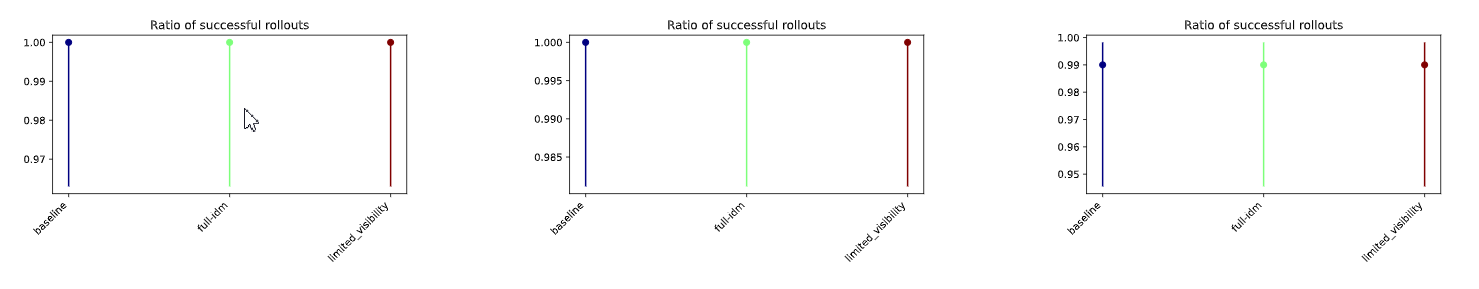 Ratio of successful rollouts
1.00
0.99
0.98
0.97
baseline
full-idm
limited_visibility
Ratio of successful rollouts
1.000
0.995
0.990
0.985
baseline
full-idm
limited_visibility
Ratio of successful rollouts
1.00
0.99
0.98
0.97
0.96
0.95
baseline
full-idm
limited_visibility